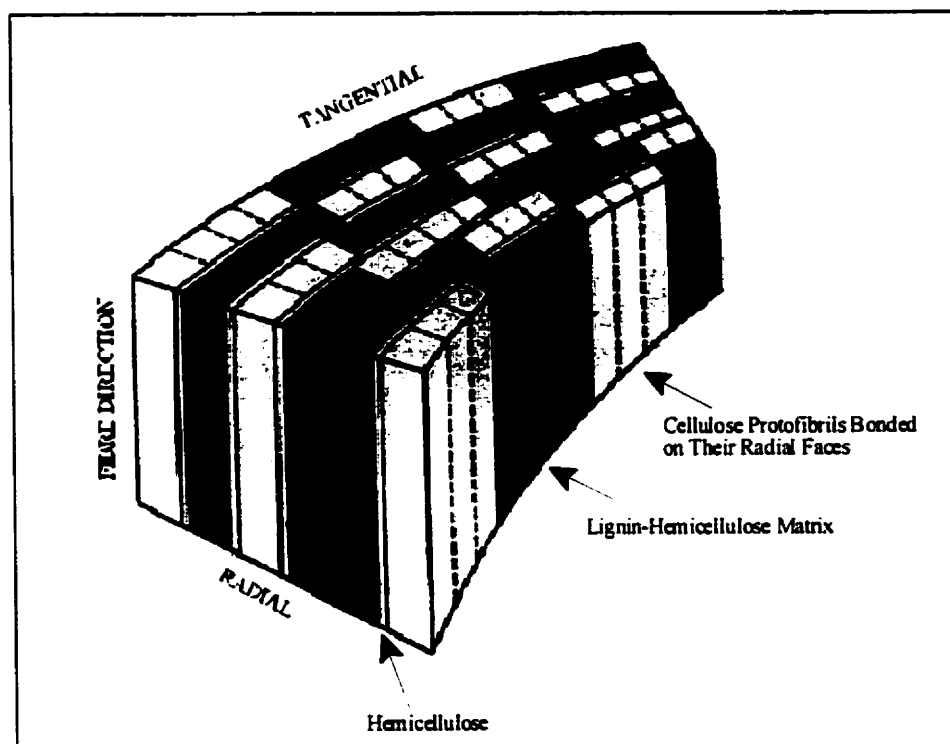 TANGENTIAL
FIBRE DIRECTION
RADIAL
Cellulose Protofibrils Bonded
on Their Radial Faces
Lignin-Hemicellulose Matrix
Hemicellulose